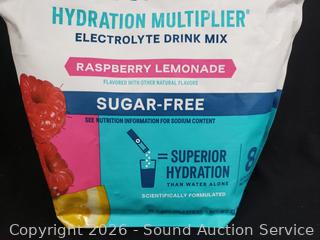 HYDRATION MULTIPLIER®
ELECTROLYTE DRINK MIX
RASPBERRY LEMONADE
FLAVORED WITH OTHER NATURAL FLAVORS
SUGAR-FREE
SEE NUTRITION INFORMATION FOR SODIUM CONTENT
= SUPERIOR
HYDRATION
THAN WATER ALONE
SCIENTIFICALLY FORMULATED
8
Copyright © 2026 - Sound Auction Service